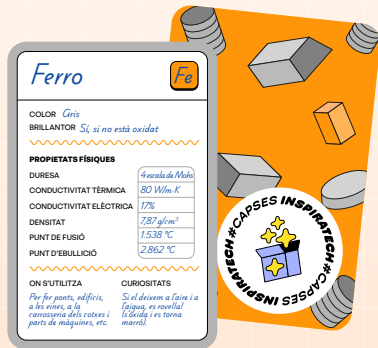 Ferro
Fe
COLOR Gris
BRILLANTOR Sí, si no està oxidat
PROPIETATS FÍSIQUES
DURESA 4 escala de Mohs
CONDUCTIVITAT TÈRMICA 80 W/m·K
CONDUCTIVITAT ELÈCTRICA 17%
DENSITAT 7,87 g/cm³
PUNT DE FUSIÓ 1.538 °C
PUNT D'EBULLICIÓ 2.862 °C
ON S'UTILITZA
Per fer ponts, edificis,
a les eines, a la
carrosseria dels cotxes i
parts de màquines, etc.
CURIOSITATS
Si el deixem a l'aire i a
l'aigua, es rovella!
(s'oxida i es torna
marró).
#CAPSES INSPIRATECH
#CAPSES INSPIRATECH